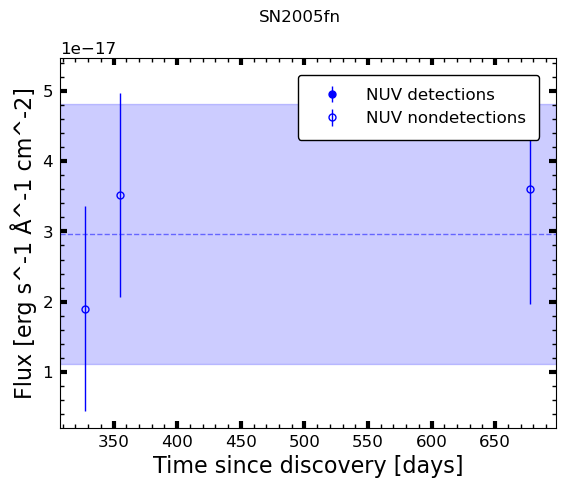 SN2005fn
1e−17
NUV detections
NUV nondetections
5
4
3
2
1
Flux [erg s^-1 Å^-1 cm^-2]
350 400 450 500 550 600 650
Time since discovery [days]